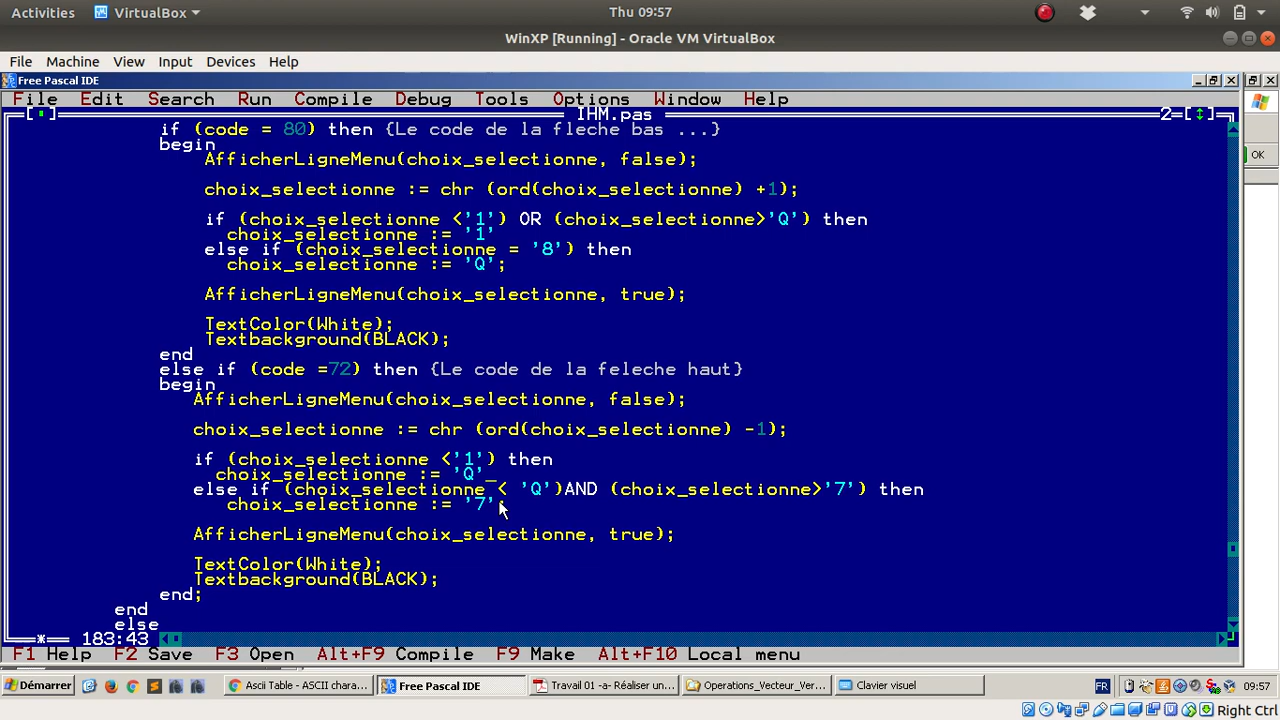 Activities VirtualBox Thu 09:57
WinXP [Running] - Oracle VM VirtualBox
File Machine View Input Devices Help
Free Pascal IDE
File Edit Search Run Compile Debug Tools Options Window Help
IHM.pas 2
if (code = 80) then {Le code de la fleche bas ...}
begin
AfficherLigneMenu(choix_selectionne, false);
choix_selectionne := chr (ord(choix_selectionne) +1);
if (choix_selectionne <'1') OR (choix_selectionne>'Q') then
choix_selectionne := '1'
else if (choix_selectionne = '8') then
choix_selectionne := 'Q';
AfficherLigneMenu(choix_selectionne, true);
TextColor(White);
Textbackground(BLACK);
end
else if (code =72) then {Le code de la feleche haut}
begin
AfficherLigneMenu(choix_selectionne, false);
choix_selectionne := chr (ord(choix_selectionne) -1);
if (choix_selectionne <'1') then
choix_selectionne := 'Q'_
else if (choix_selectionne < 'Q')AND (choix_selectionne>'7') then
choix_selectionne := '7';
AfficherLigneMenu(choix_selectionne, true);
TextColor(White);
Textbackground(BLACK);
end;
end
else
183:43
F1 Help F2 Save F3 Open Alt+F9 Compile F9 Make Alt+F10 Local menu
OK
Démarrer Ascii Table - ASCII chara... Free Pascal IDE Travail 01 -a- Réaliser un... Operations_Vecteur_Ver... Clavier visuel FR 09:57
Right Ctrl